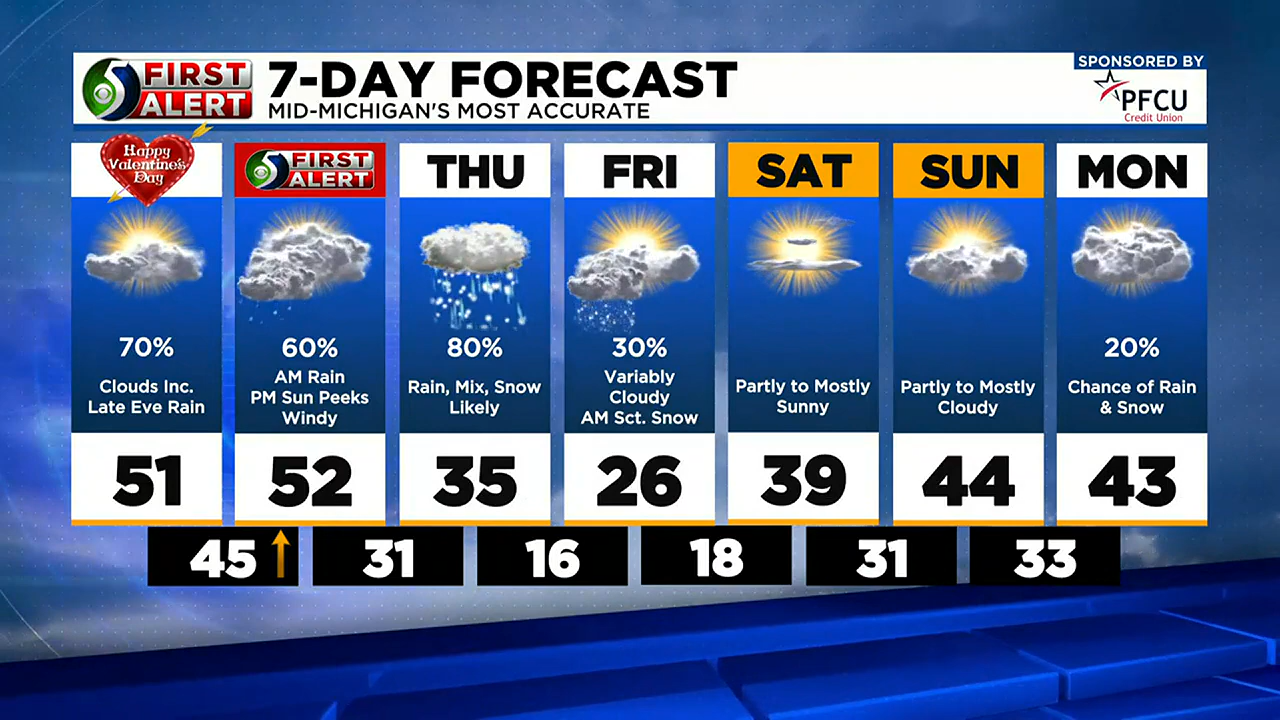 5 FIRST ALERT
7-DAY FORECAST
MID-MICHIGAN'S MOST ACCURATE
SPONSORED BY
PFCU
Credit Union
Happy
Valentine's
Day
70%
Clouds Inc.
Late Eve Rain
51
5 FIRST ALERT
60%
AM Rain
PM Sun Peeks
Windy
52
THU
80%
Rain, Mix, Snow
Likely
35
FRI
30%
Variably
Cloudy
AM Sct. Snow
26
SAT
Partly to Mostly
Sunny
39
SUN
Partly to Mostly
Cloudy
44
MON
20%
Chance of Rain
& Snow
43
45
31
16
18
31
33